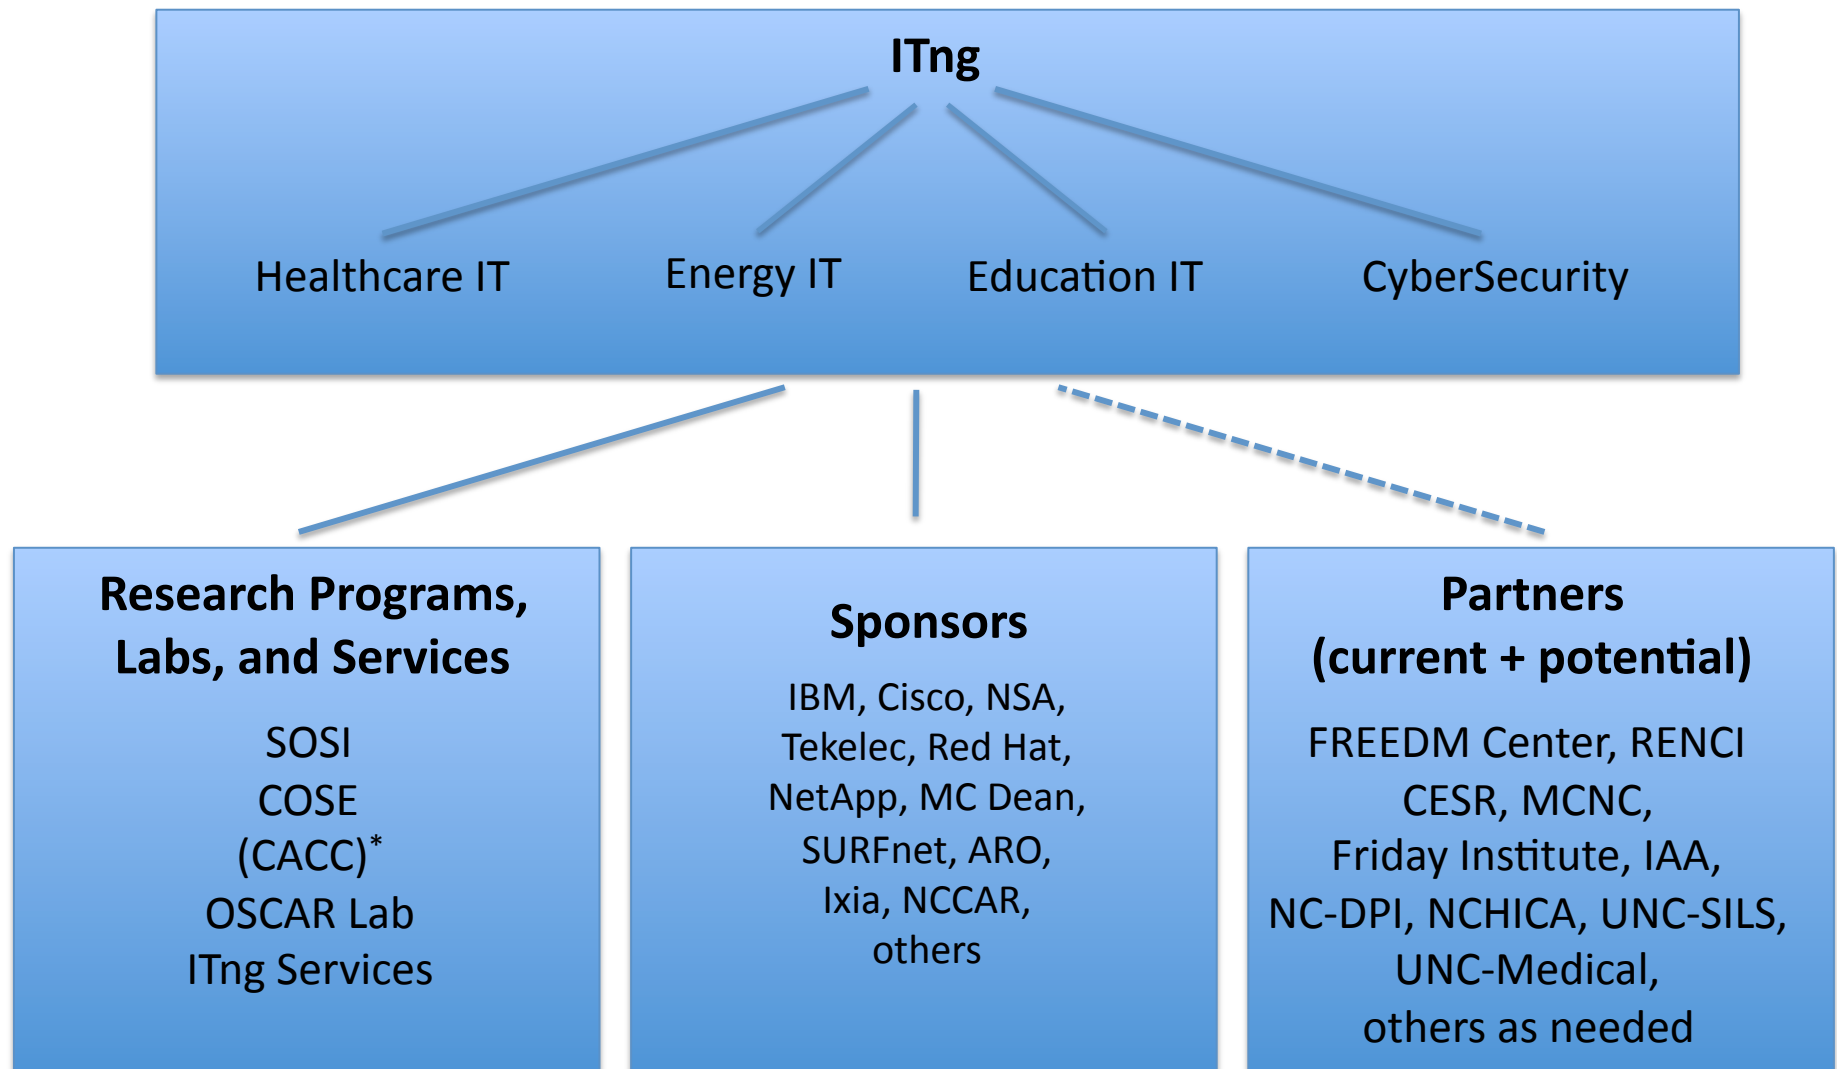 ITng
Healthcare IT
Energy IT
Education IT
CyberSecurity
Research Programs,
Labs, and Services
SOSI
COSE
(CACC)*
OSCAR Lab
ITng Services
Sponsors
IBM, Cisco, NSA,
Tekelec, Red Hat,
NetApp, MC Dean,
SURFnet, ARO,
Ixia, NCCAR,
others
Partners
(current + potential)
FREEDM Center, RENCI
CESR, MCNC,
Friday Institute, IAA,
NC-DPI, NCHICA, UNC-SILS,
UNC-Medical,
others as needed